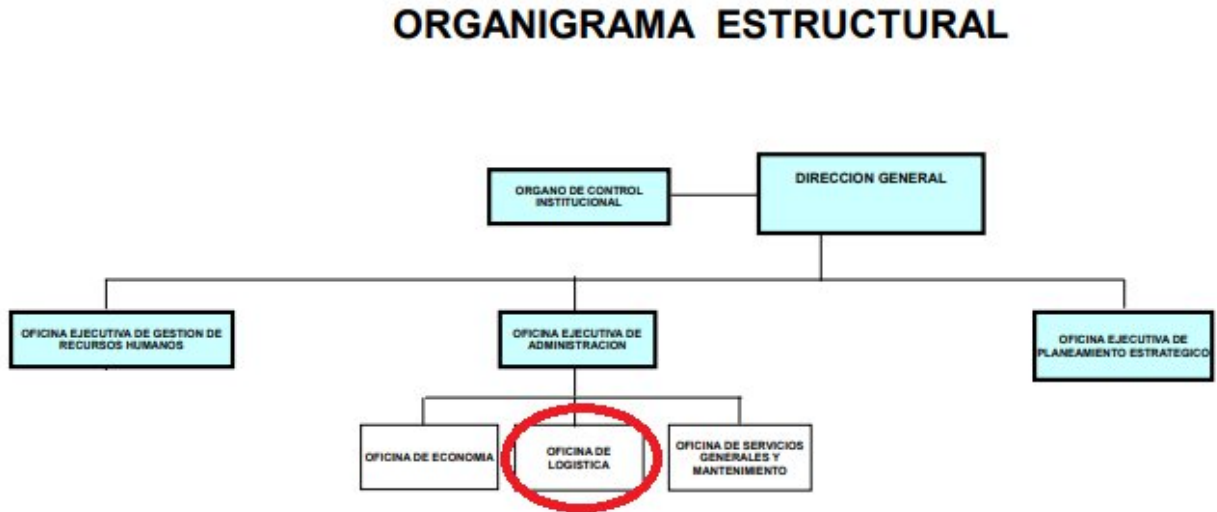 ORGANIGRAMA ESTRUCTURAL
ORGANO DE CONTROL
INSTITUCIONAL
DIRECCION GENERAL
OFICINA EJECUTIVA DE GESTION DE
RECURSOS HUMANOS
OFICINA EJECUTIVA DE
ADMINISTRACION
OFICINA EJECUTIVA DE
PLANEAMIENTO ESTRATEGICO
OFICINA DE ECONOMIA
OFICINA DE
LOGISTICA
OFICINA DE SERVICIOS
GENERALES Y
MANTENIMIENTO